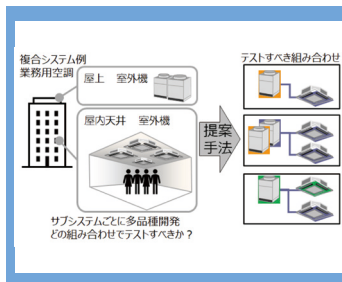 複合システム例
業務用空調
屋上　室外機
屋内天井　室外機
サブシステムごとに多品種開発
どの組み合わせでテストすべきか？
提案
手法
テストすべき組み合わせ